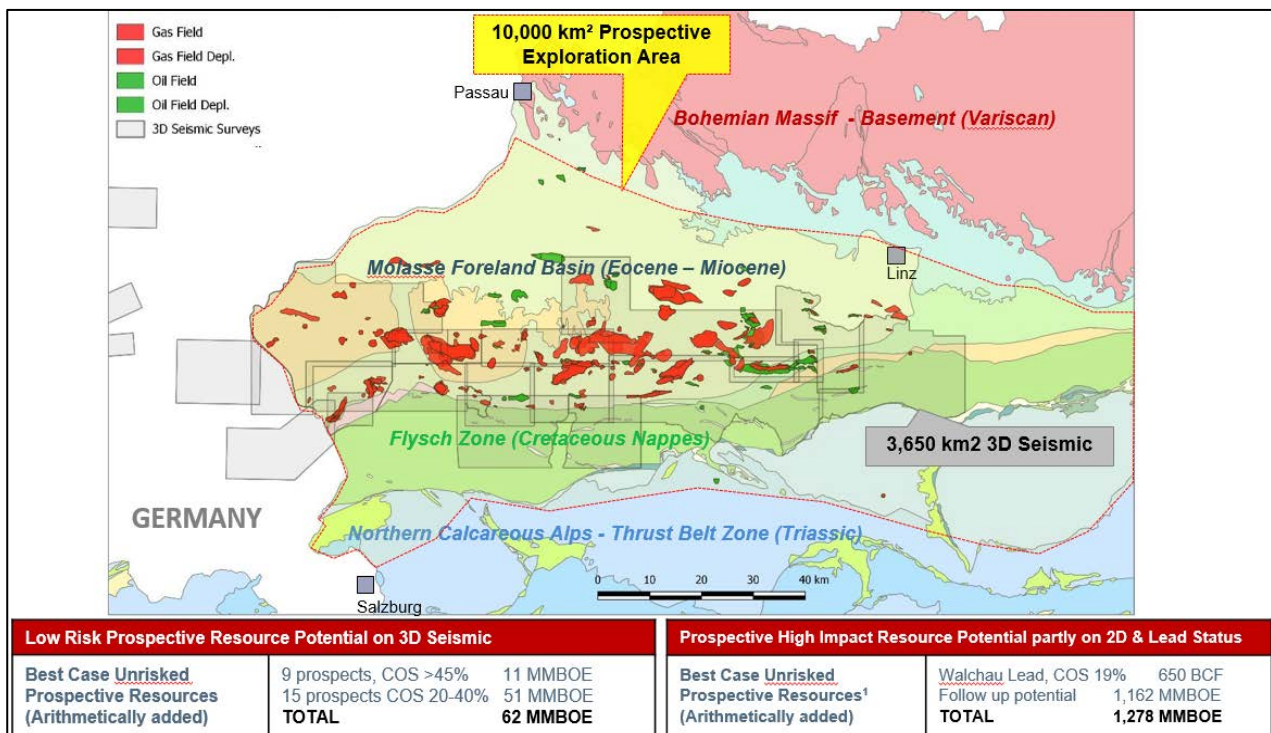 Gas Field
Gas Field Depl.
Oil Field
Oil Field Depl.
3D Seismic Surveys
10,000 km² Prospective
Exploration Area
Passau
Bohemian Massif - Basement (Variscan)
Molasse Foreland Basin (Eocene – Miocene)
Linz
Flysch Zone (Cretaceous Nappes)
3,650 km2 3D Seismic
GERMANY
Northern Calcareous Alps - Thrust Belt Zone (Triassic)
Salzburg
0 10 20 30 40 km
Low Risk Prospective Resource Potential on 3D Seismic
Best Case Unrisked
Prospective Resources
(Arithmetically added)
9 prospects, COS >45% 11 MMBOE
15 prospects COS 20-40% 51 MMBOE
TOTAL 62 MMBOE
Prospective High Impact Resource Potential partly on 2D & Lead Status
Best Case Unrisked
Prospective Resources¹
(Arithmetically added)
Walchau Lead, COS 19% 650 BCF
Follow up potential 1,162 MMBOE
TOTAL 1,278 MMBOE